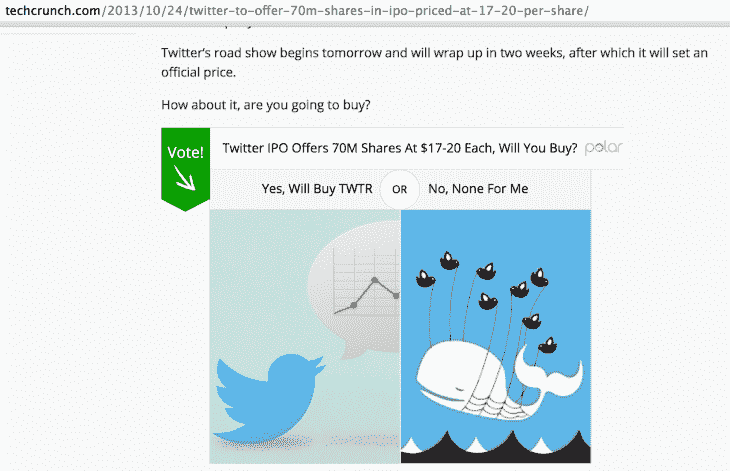 techcrunch.com/2013/10/24/twitter-to-offer-70m-shares-in-ipo-priced-at-17-20-per-share/
Twitter's road show begins tomorrow and will wrap up in two weeks, after which it will set an
official price.
How about it, are you going to buy?
Vote!
Twitter IPO Offers 70M Shares At $17-20 Each, Will You Buy?
polar
Yes, Will Buy TWTR OR No, None For Me